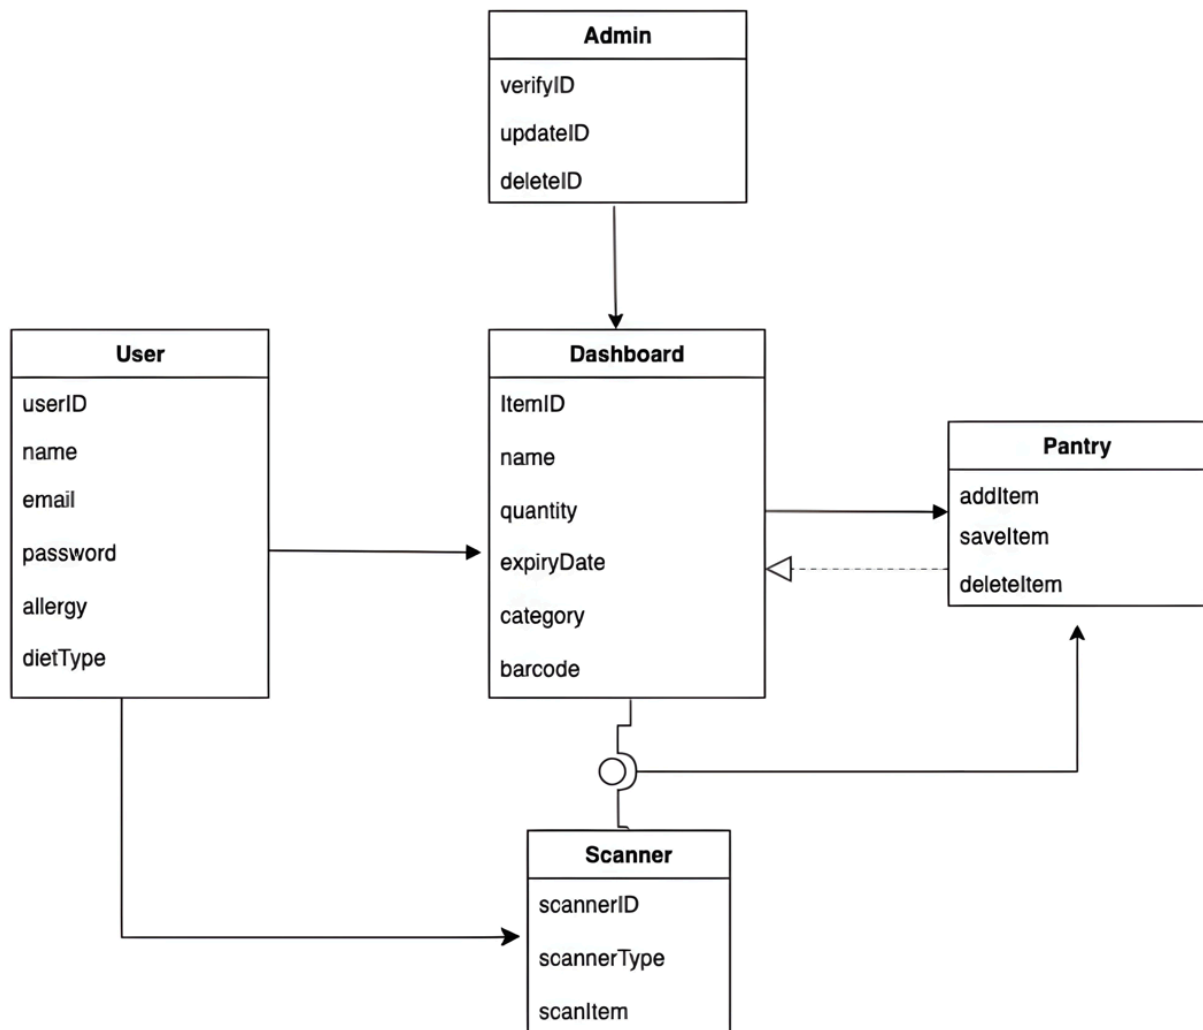 Admin
verifyID
updateID
deleteID
User
userID
name
email
password
allergy
dietType
Dashboard
ItemID
name
quantity
expiryDate
category
barcode
Pantry
addItem
saveItem
deleteItem
Scanner
scannerID
scannerType
scanItem